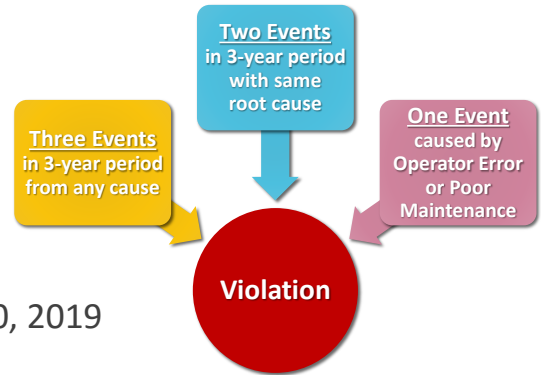 Two Events
in 3-year period
with same
root cause
Three Events
in 3-year period
from any cause
One Event
caused by
Operator Error
or Poor
Maintenance
Violation
, 2019